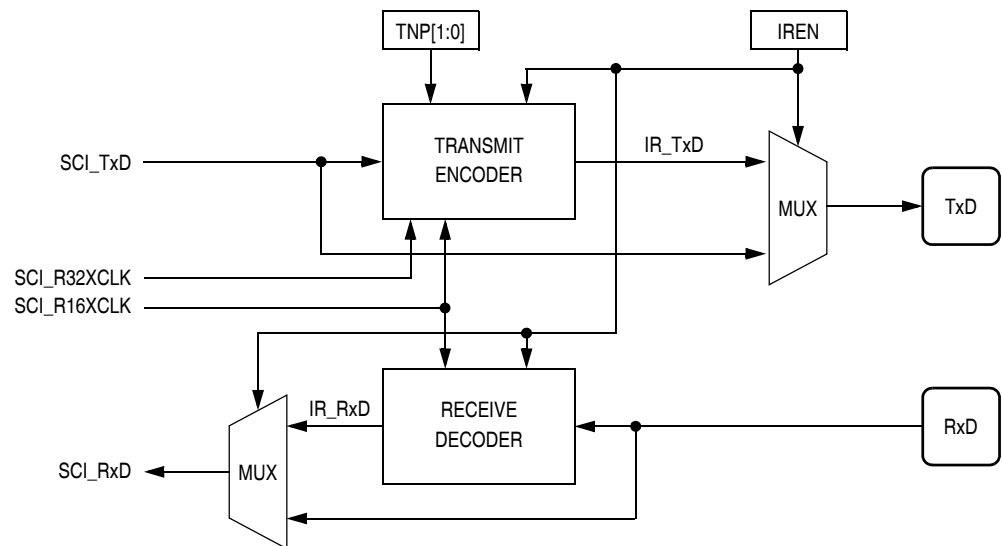 TNP[1:0]
IREN
TRANSMIT
ENCODER
IR_TxD
SCI_TxD
MUX
TxD
SCI_R32XCLK
SCI_R16XCLK
IR_RxD
RECEIVE
DECODER
RxD
SCI_RxD
MUX